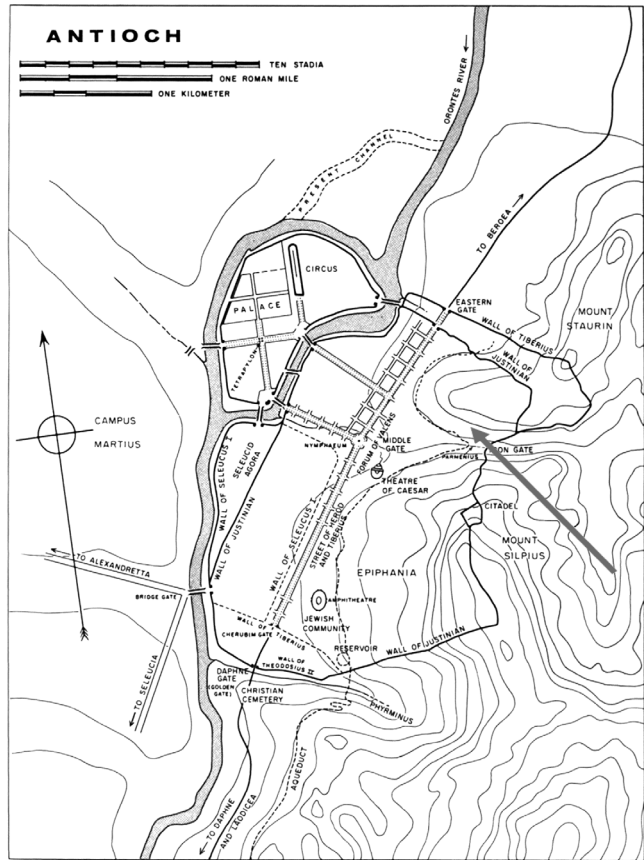 ANTIOCH
TEN STADIA
ONE ROMAN MILE
ONE KILOMETER
ORONTES RIVER
PRESENT CHANNEL
TO BEROEA
CIRCUS
PALACE
EASTERN
GATE
MOUNT
STAURIN
WALL OF TIBERIUS
WALL OF
JUSTINIAN
TETRAPYLON
CAMPUS
MARTIUS
WALL OF SELEUCUS I
SELEUCID
AGORA
NYMPHAEUM
FORUM OF VALENS
MIDDLE
GATE
PARMENIUS
IRON GATE
THEATRE
OF CAESAR
WALL OF JUSTINIAN
WALL OF SELEUCUS I
STREET OF HEROD
AND TIBERIUS
CITADEL
MOUNT
SILPIUS
TO ALEXANDRETTA
EPIPHANIA
BRIDGE GATE
AMPHITHEATRE
JEWISH
COMMUNITY
WALL OF TIBERIUS
CHERUBIM GATE
RESERVOIR
WALL OF JUSTINIAN
WALL OF
THEODOSIUS II
DAPHNE
GATE
(GOLDEN
GATE)
CHRISTIAN
CEMETERY
TO SELEUCIA
PHYRMINUS
AQUEDUCT
TO DAPHNE
AND LAODICEA